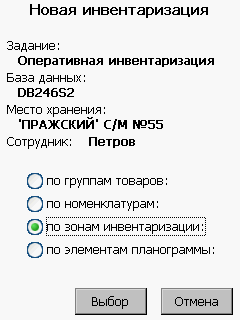 Новая инвентаризация
Задание:
Оперативная инвентаризация
База данных:
DB246S2
Место хранения:
'ПРАЖСКИЙ' С/М №55
Сотрудник: Петров
по группам товаров:
по номенклатурам:
по зонам инвентаризации:
по элементам планограммы:
Выбор Отмена